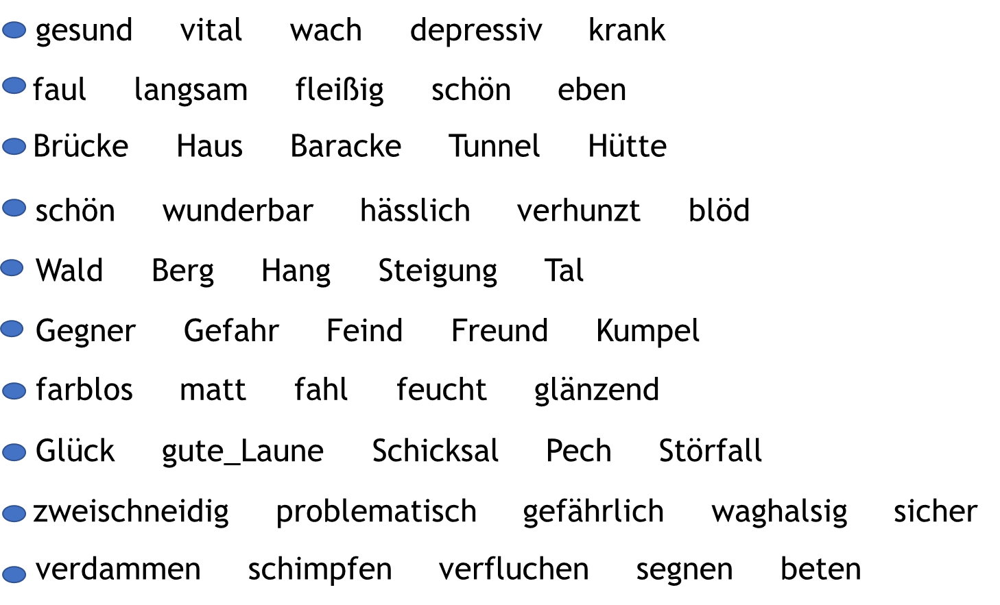 gesund vital wach depressiv krank
faul langsam fleißig schön eben
Brücke Haus Baracke Tunnel Hütte
schön wunderbar hässlich verhunzt blöd
Wald Berg Hang Steigung Tal
Gegner Gefahr Feind Freund Kumpel
farblos matt fahl feucht glänzend
Glück gute_Laune Schicksal Pech Störfall
zweischneidig problematisch gefährlich waghalsig sicher
verdammen schimpfen verfluchen segnen beten